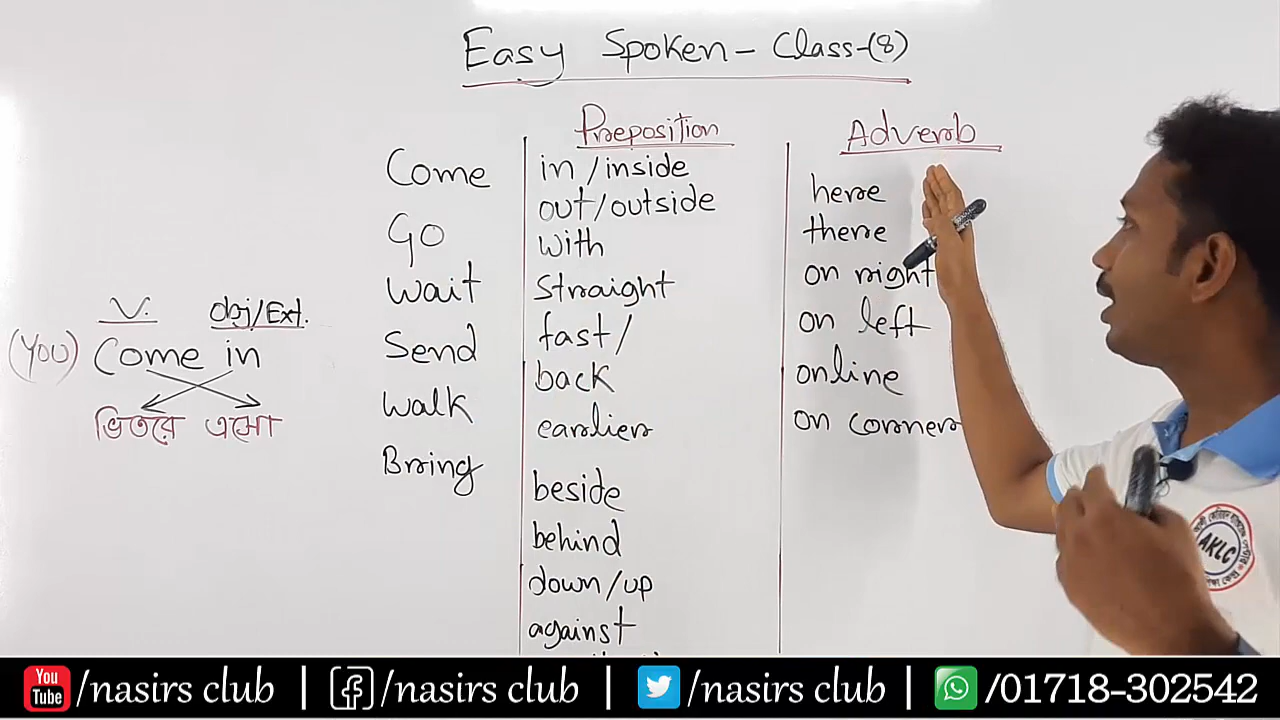 Easy Spoken - Class-(8)
Preposition
Adverb
Come
Go
Wait
Send
Walk
Bring
in/inside
out/outside
with
Straight
fast/
back
earlier
beside
behind
down/up
against
here
there
on right
on left
online
on corner
V. obj/Ext.
(You) Come in
ভিতরে এসো
AKLC
You Tube /nasirs club /nasirs club /nasirs club /01718-302542